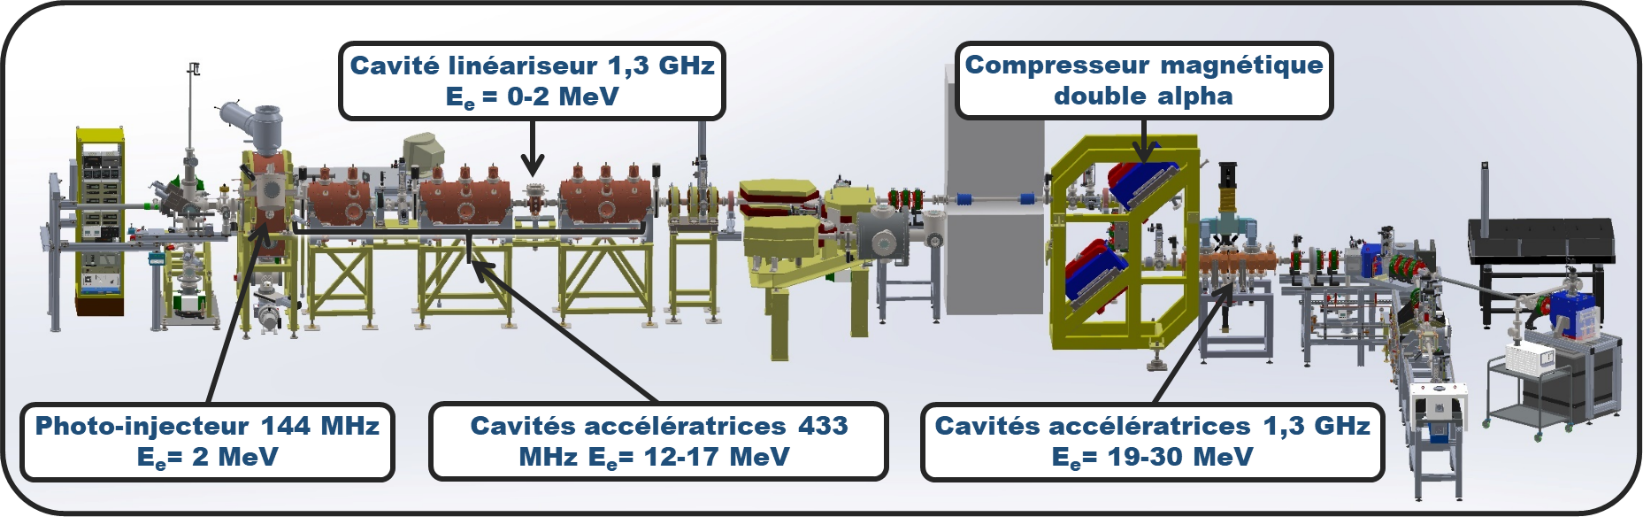 Cavité linéariseur 1,3 GHz
Ee = 0-2 MeV
Compresseur magnétique
double alpha
Photo-injecteur 144 MHz
Ee= 2 MeV
Cavités accélératrices 433
MHz Ee= 12-17 MeV
Cavités accélératrices 1,3 GHz
Ee= 19-30 MeV